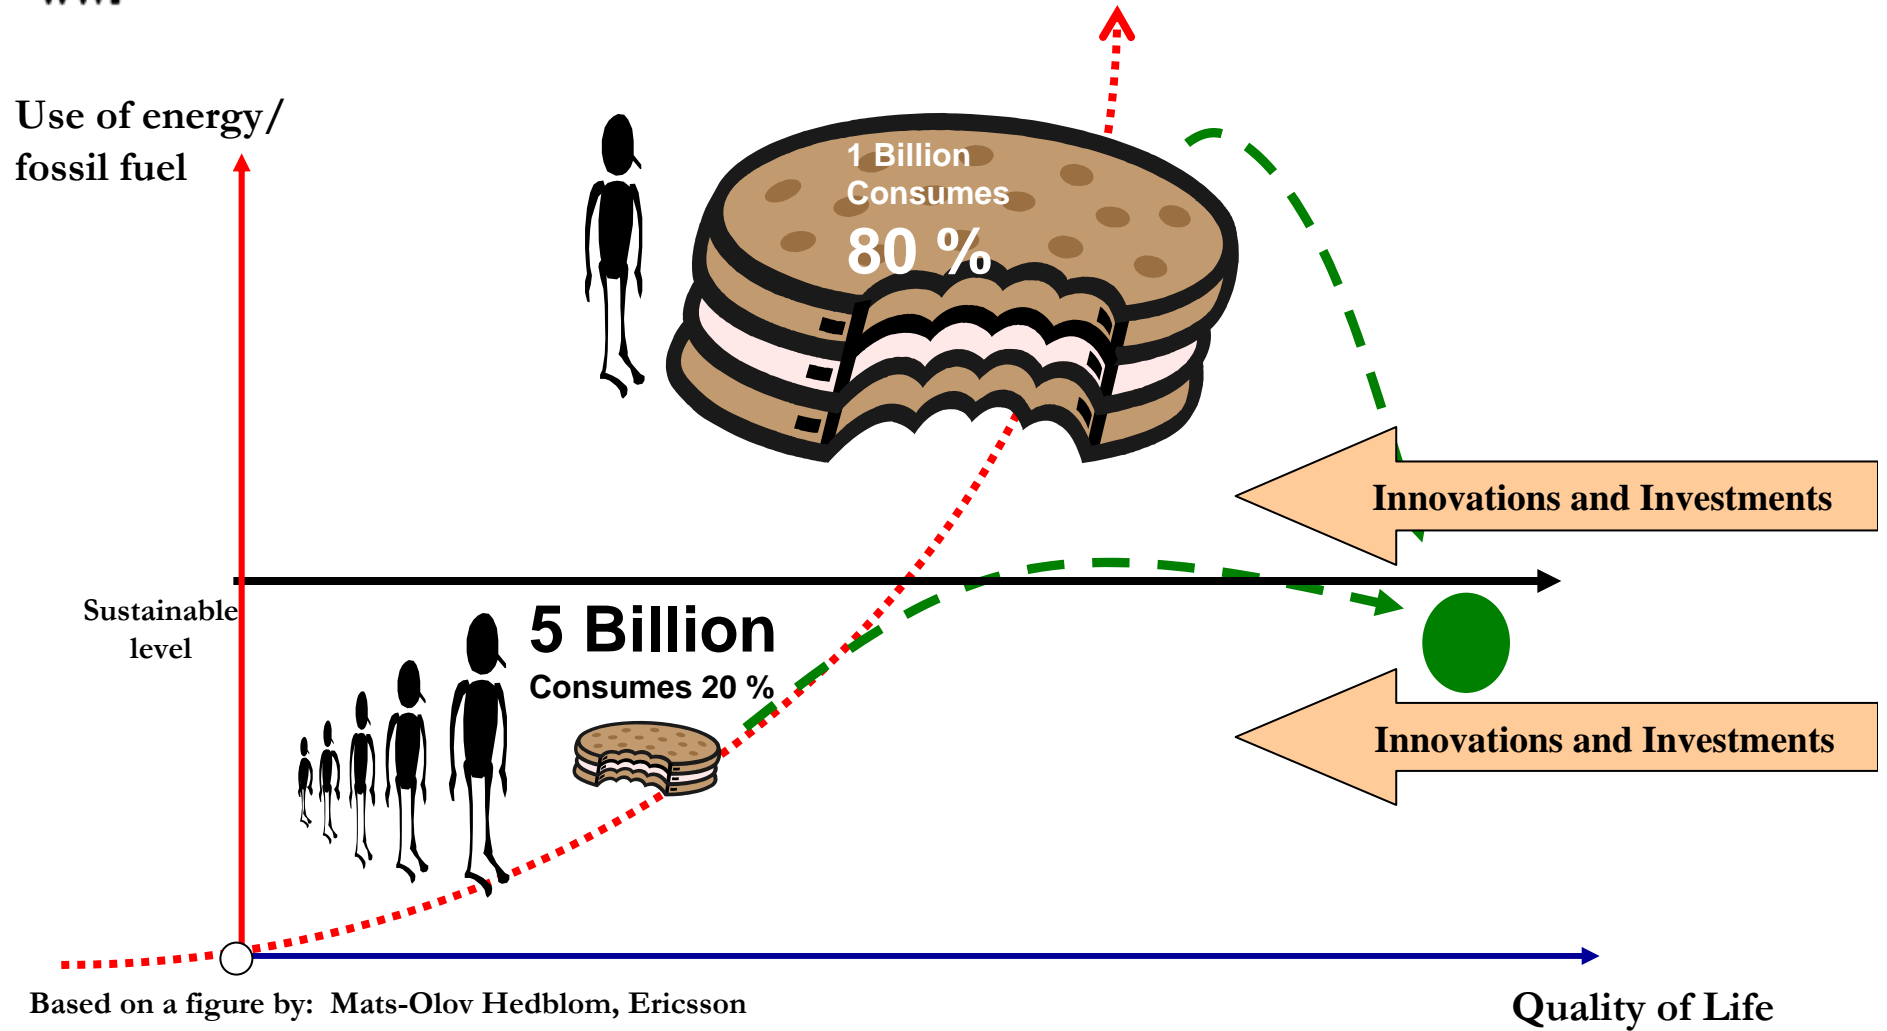 Use of energy/
fossil fuel
1 Billion
Consumes
80 %
Innovations and Investments
Sustainable
level
5 Billion
Consumes 20 %
Innovations and Investments
Based on a figure by: Mats-Olov Hedblom, Ericsson
Quality of Life